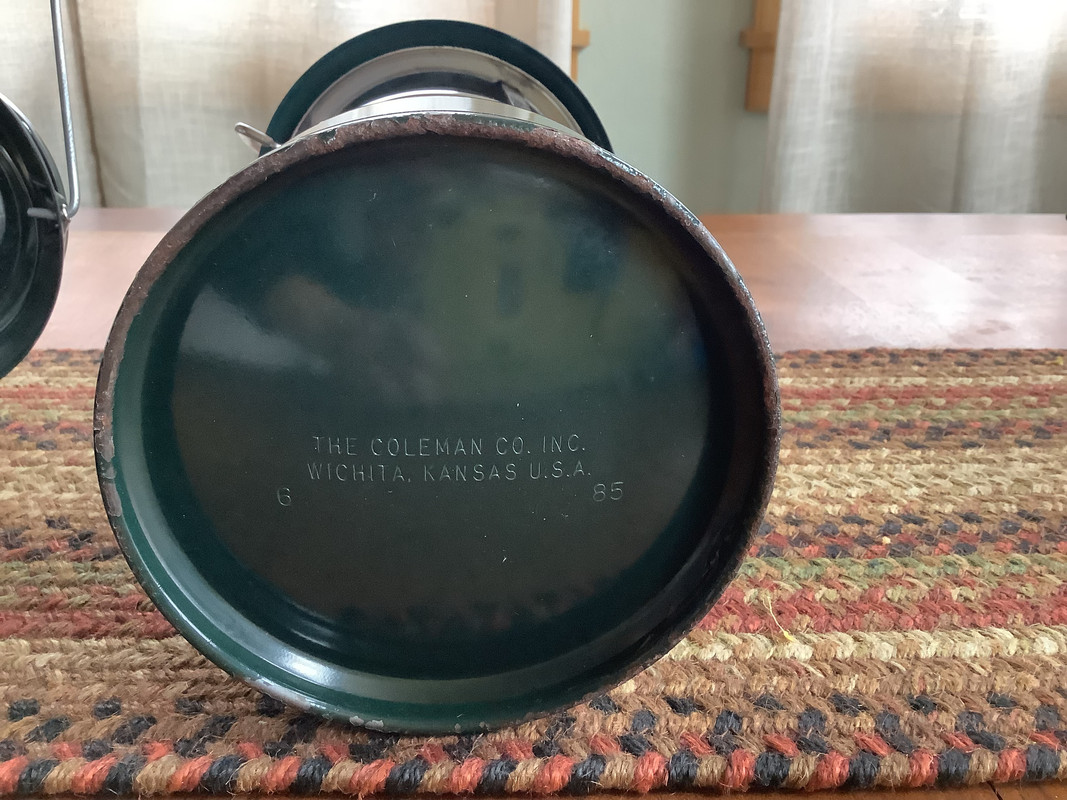 THE COLEMAN CO. INC.
WICHITA, KANSAS U.S.A.
6 85